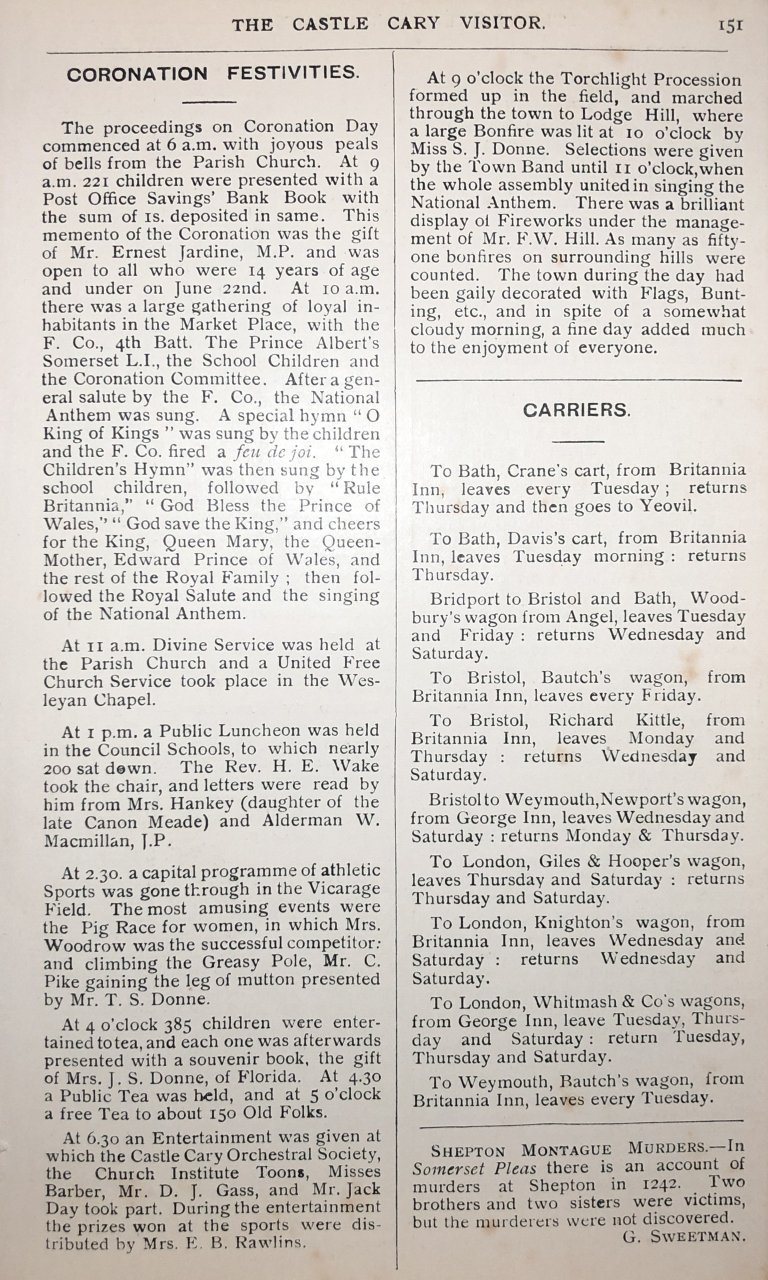 THE CASTLE CARY VISITOR. 151
CORONATION FESTIVITIES.
The proceedings on Coronation Day
commenced at 6 a.m. with joyous peals
of bells from the Parish Church. At 9
a.m. 221 children were presented with a
Post Office Savings' Bank Book with
the sum of 1s. deposited in same. This
memento of the Coronation was the gift
of Mr. Ernest Jardine, M.P. and was
open to all who were 14 years of age
and under on June 22nd. At 10 a.m.
there was a large gathering of loyal in-
habitants in the Market Place, with the
F. Co., 4th Batt. The Prince Albert's
Somerset L.I., the School Children and
the Coronation Committee. After a gen-
eral salute by the F. Co., the National
Anthem was sung. A special hymn "O
King of Kings" was sung by the children
and the F. Co. fired a feu de joi. "The
Children's Hymn" was then sung by the
school children, followed by "Rule
Britannia," "God Bless the Prince of
Wales," "God save the King," and cheers
for the King, Queen Mary, the Queen-
Mother, Edward Prince of Wales, and
the rest of the Royal Family ; then fol-
lowed the Royal Salute and the singing
of the National Anthem.
At 11 a.m. Divine Service was held at
the Parish Church and a United Free
Church Service took place in the Wes-
leyan Chapel.
At 1 p.m. a Public Luncheon was held
in the Council Schools, to which nearly
200 sat down. The Rev. H. E. Wake
took the chair, and letters were read by
him from Mrs. Hankey (daughter of the
late Canon Meade) and Alderman W.
Macmillan, J.P.
At 2.30. a capital programme of athletic
Sports was gone through in the Vicarage
Field. The most amusing events were
the Pig Race for women, in which Mrs.
Woodrow was the successful competitor:
and climbing the Greasy Pole, Mr. C.
Pike gaining the leg of mutton presented
by Mr. T. S. Donne.
At 4 o'clock 385 children were enter-
tained to tea, and each one was afterwards
presented with a souvenir book, the gift
of Mrs. J. S. Donne, of Florida. At 4.30
a Public Tea was held, and at 5 o'clock
a free Tea to about 150 Old Folks.
At 6.30 an Entertainment was given at
which the Castle Cary Orchestral Society,
the Church Institute Toons, Misses
Barber, Mr. D. J. Gass, and Mr. Jack
Day took part. During the entertainment
the prizes won at the sports were dis-
tributed by Mrs. E. B. Rawlins.
At 9 o'clock the Torchlight Procession
formed up in the field, and marched
through the town to Lodge Hill, where
a large Bonfire was lit at 10 o'clock by
Miss S. J. Donne. Selections were given
by the Town Band until 11 o'clock, when
the whole assembly united in singing the
National Anthem. There was a brilliant
display of Fireworks under the manage-
ment of Mr. F.W. Hill. As many as fifty-
one bonfires on surrounding hills were
counted. The town during the day had
been gaily decorated with Flags, Bunt-
ing, etc., and in spite of a somewhat
cloudy morning, a fine day added much
to the enjoyment of everyone.
CARRIERS.
To Bath, Crane's cart, from Britannia
Inn, leaves every Tuesday ; returns
Thursday and then goes to Yeovil.
To Bath, Davis's cart, from Britannia
Inn, leaves Tuesday morning : returns
Thursday.
Bridport to Bristol and Bath, Wood-
bury's wagon from Angel, leaves Tuesday
and Friday : returns Wednesday and
Saturday.
To Bristol, Bautch's wagon, from
Britannia Inn, leaves every Friday.
To Bristol, Richard Kittle, from
Britannia Inn, leaves Monday and
Thursday : returns Wednesday and
Saturday.
Bristol to Weymouth, Newport's wagon,
from George Inn, leaves Wednesday and
Saturday : returns Monday & Thursday.
To London, Giles & Hooper's wagon,
leaves Thursday and Saturday : returns
Thursday and Saturday.
To London, Knighton's wagon, from
Britannia Inn, leaves Wednesday and
Saturday : returns Wednesday and
Saturday.
To London, Whitmash & Co's wagons,
from George Inn, leave Tuesday, Thurs-
day and Saturday : return Tuesday,
Thursday and Saturday.
To Weymouth, Bautch's wagon, from
Britannia Inn, leaves every Tuesday.
SHEPTON MONTAGUE MURDERS.—In
Somerset Pleas there is an account of
murders at Shepton in 1242. Two
brothers and two sisters were victims,
but the murderers were not discovered.
G. SWEETMAN.